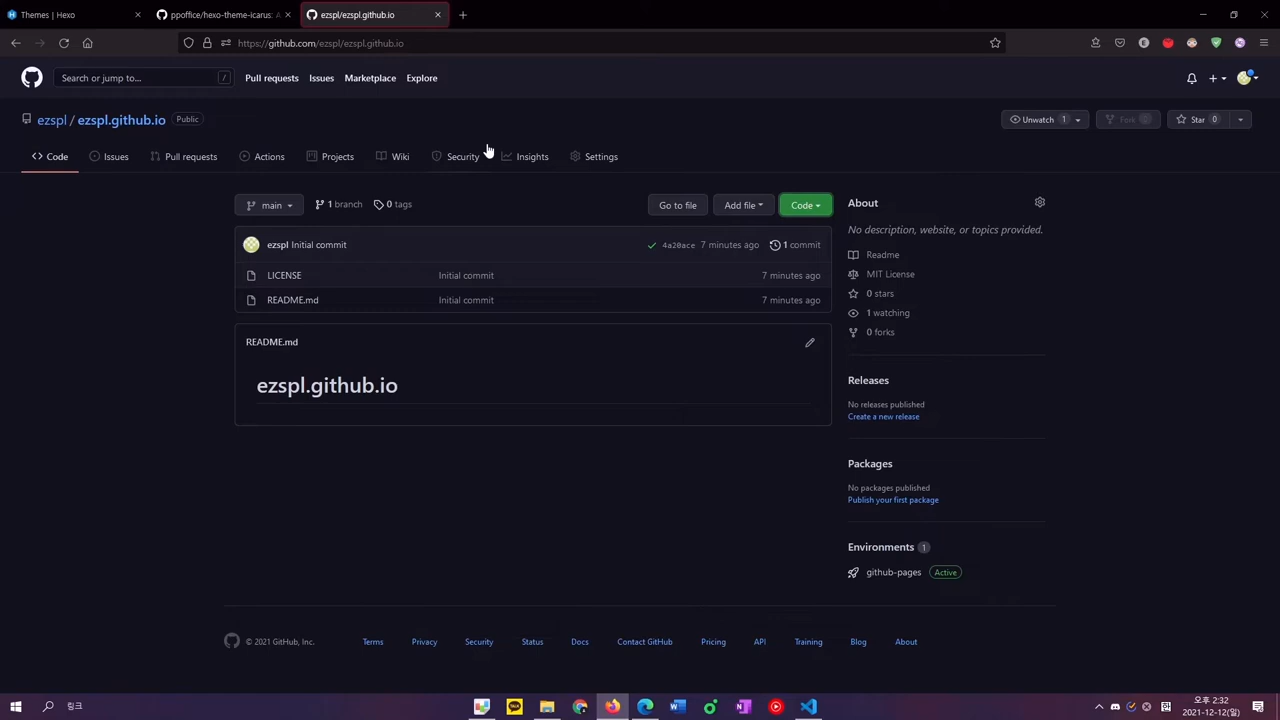 Themes | Hexo
ppoffice/hexo-theme-icarus: A
ezspl/ezspl.github.io
https://github.com/ezspl/ezspl.github.io
Search or jump to...
/
Pull requests
Issues
Marketplace
Explore
ezspl / ezspl.github.io
Public
Unwatch 1
Fork
Star 0
Code
Issues
Pull requests
Actions
Projects
Wiki
Security
Insights
Settings
main
1 branch
0 tags
Go to file
Add file
Code
ezspl Initial commit
4a20ace 7 minutes ago
1 commit
LICENSE
Initial commit
7 minutes ago
README.md
Initial commit
7 minutes ago
README.md
ezspl.github.io
About
No description, website, or topics provided.
Readme
MIT License
0 stars
1 watching
0 forks
Releases
No releases published
Create a new release
Packages
No packages published
Publish your first package
Environments 1
github-pages
Active
© 2021 GitHub, Inc.
Terms
Privacy
Security
Status
Docs
Contact GitHub
Pricing
API
Training
Blog
About
링크
TALK
한
오후 2:32
2021-12-12(일)